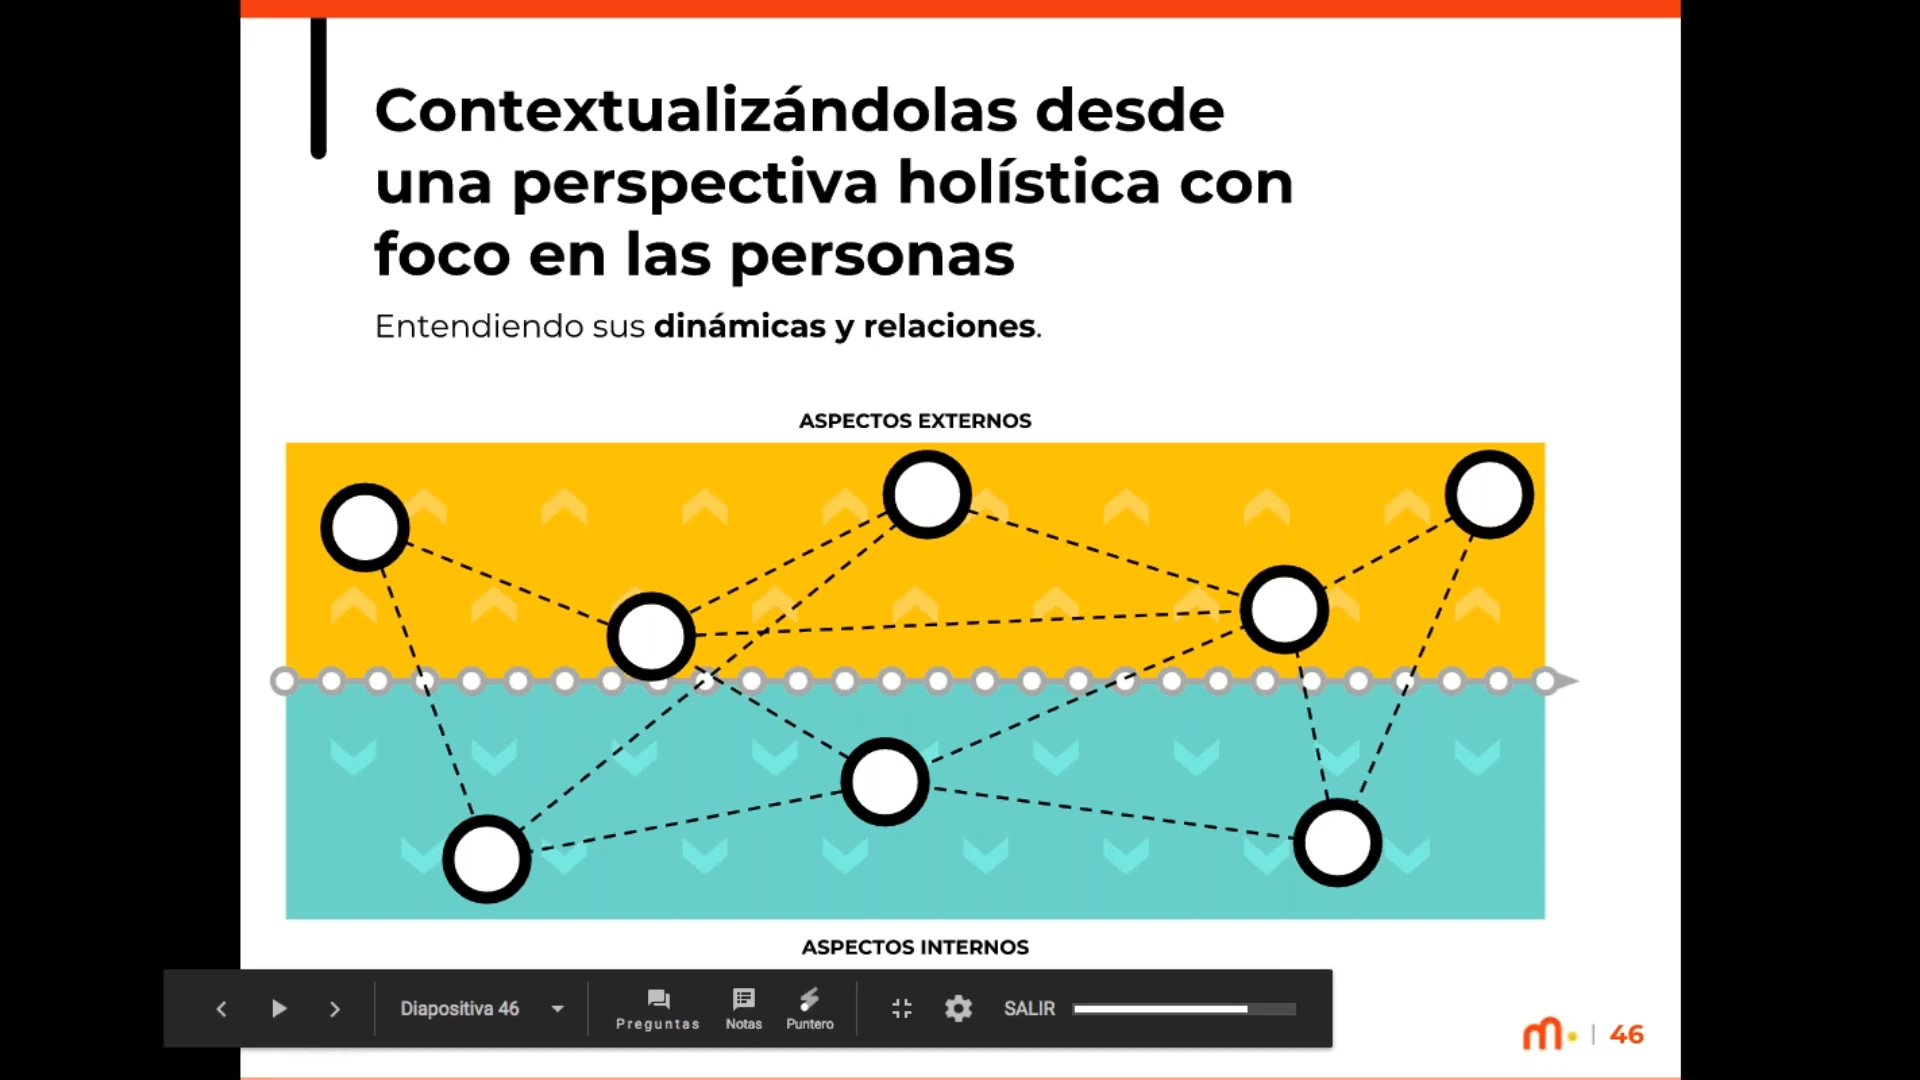 Contextualizándolas desde
una perspectiva holística con
foco en las personas
Entendiendo sus dinámicas y relaciones.
ASPECTOS EXTERNOS
ASPECTOS INTERNOS
Diapositiva 46
Preguntas
Notas
Puntero
SALIR
m. | 46